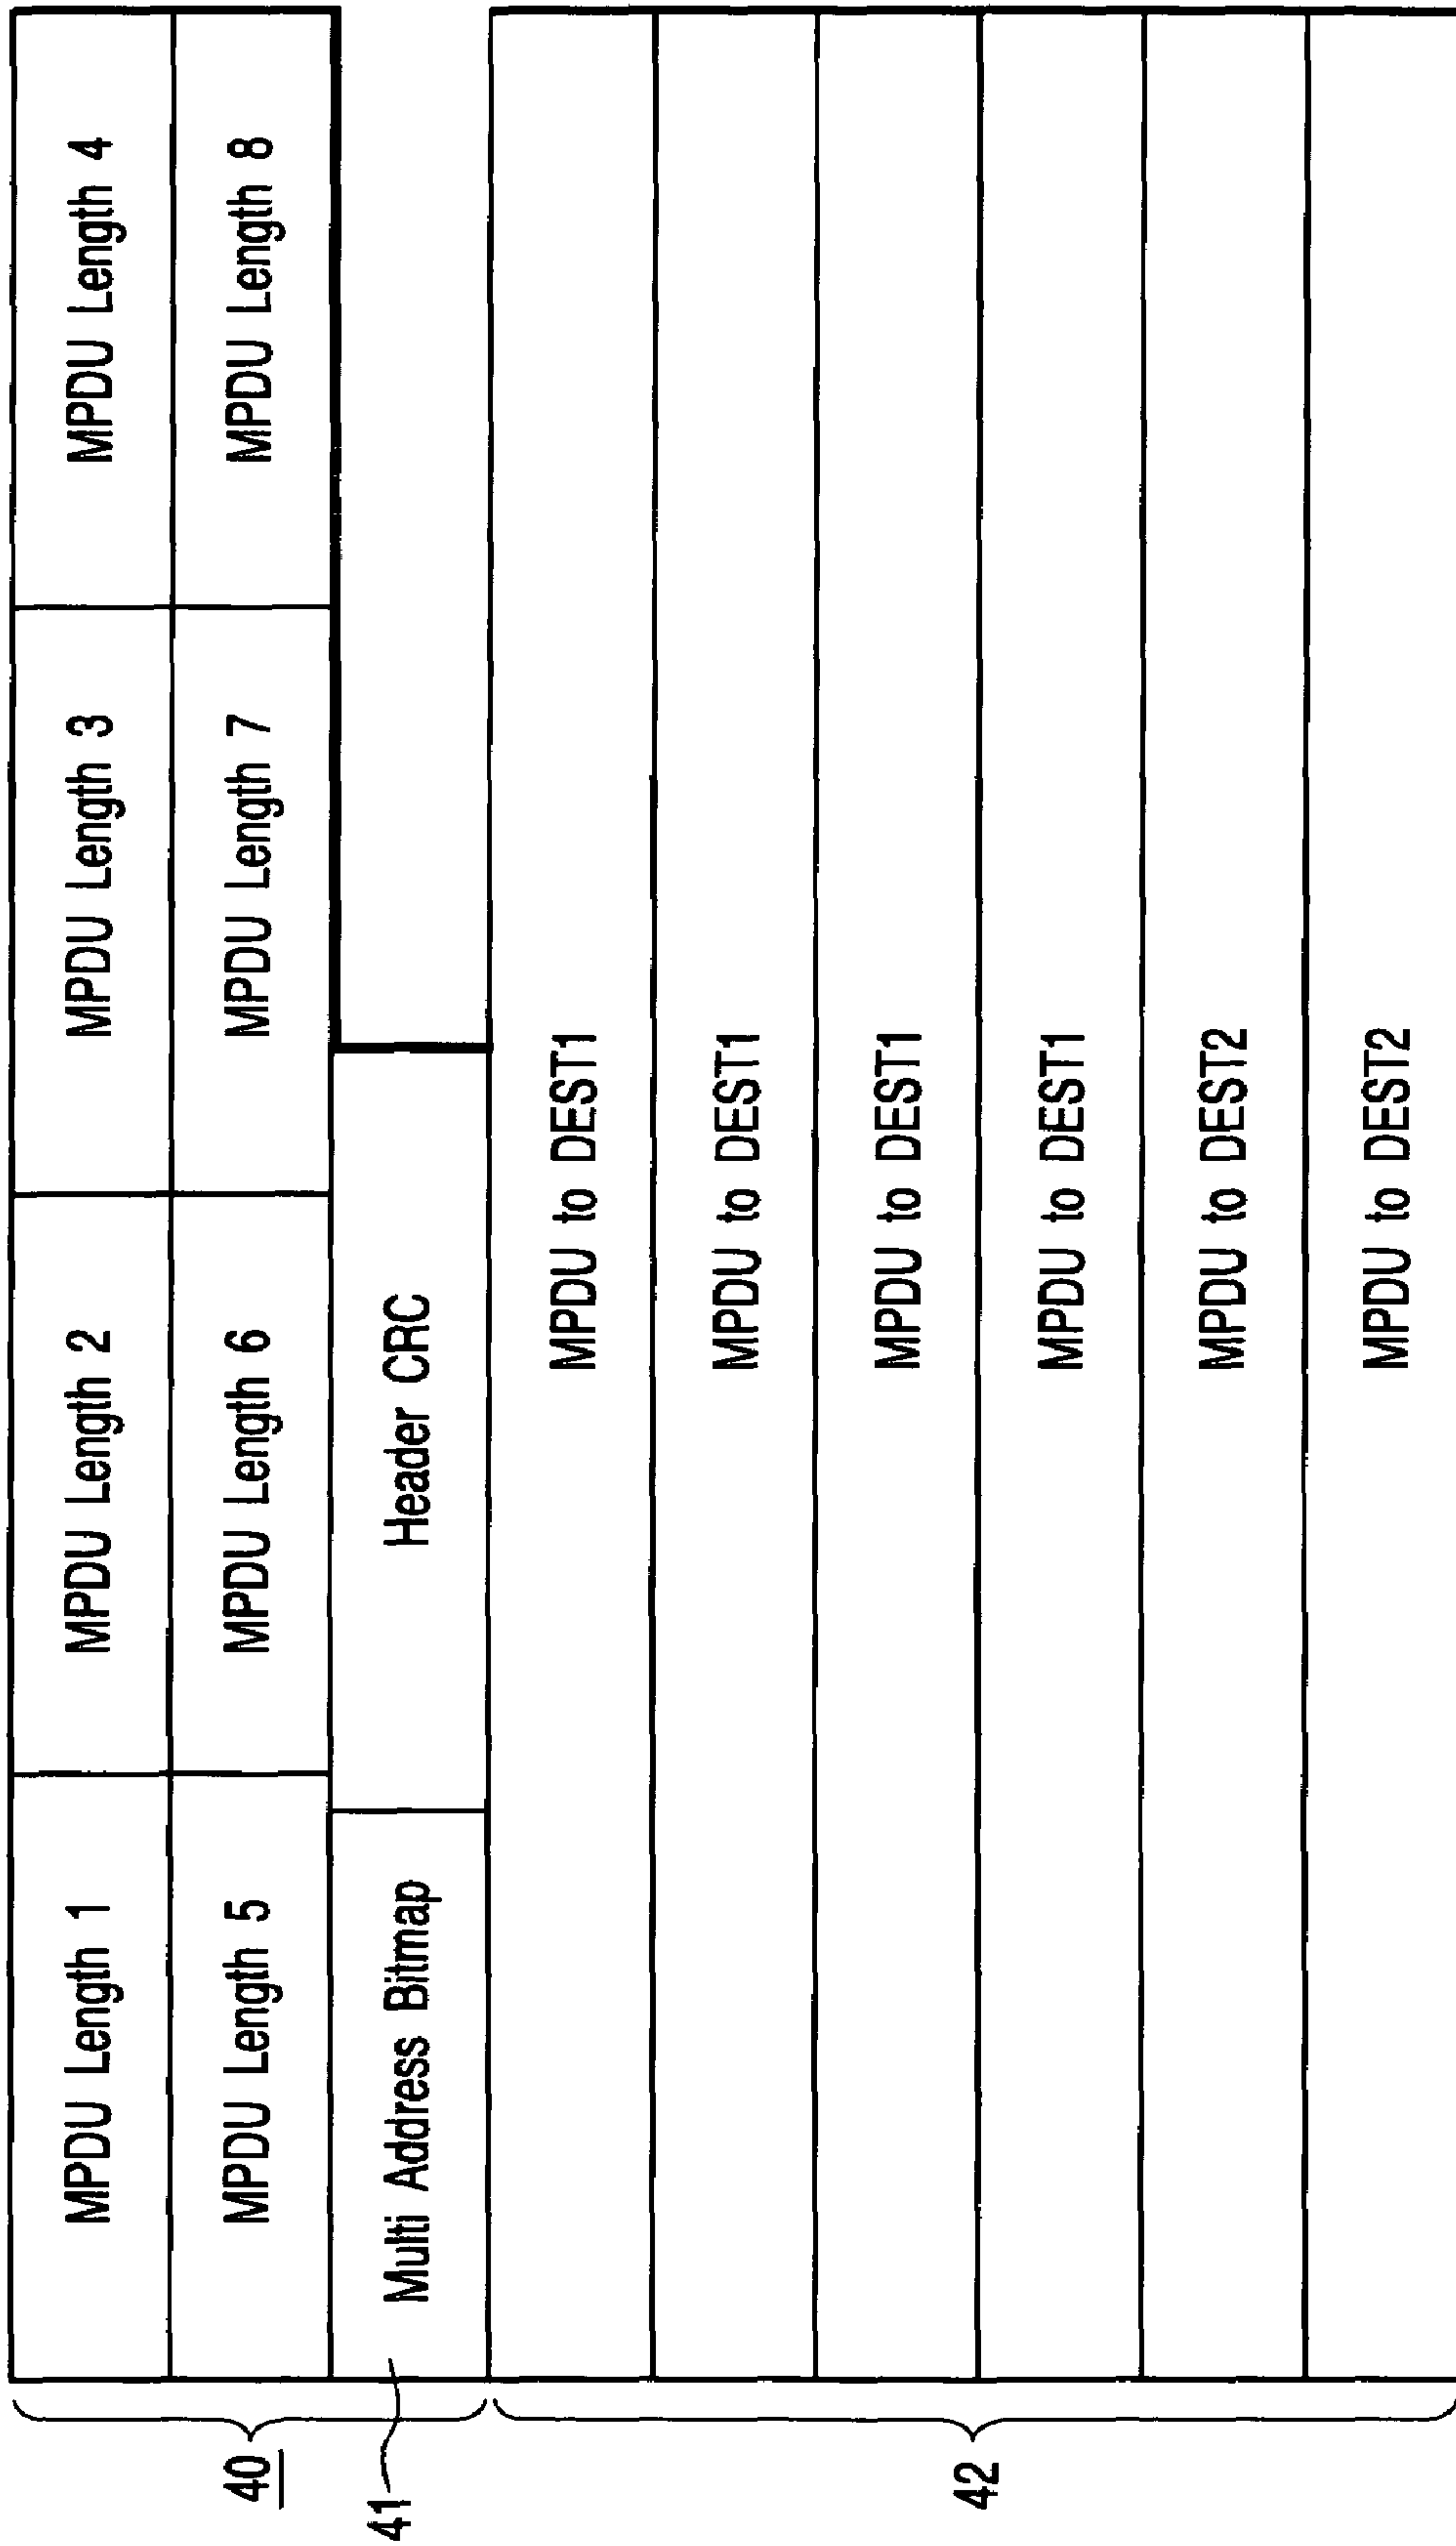 MPDU Length 1
MPDU Length 2
MPDU Length 3
MPDU Length 4
MPDU Length 5
MPDU Length 6
MPDU Length 7
MPDU Length 8
Multi Address Bitmap
Header CRC
MPDU to DEST1
MPDU to DEST1
MPDU to DEST1
MPDU to DEST1
MPDU to DEST2
MPDU to DEST2
40
41
42